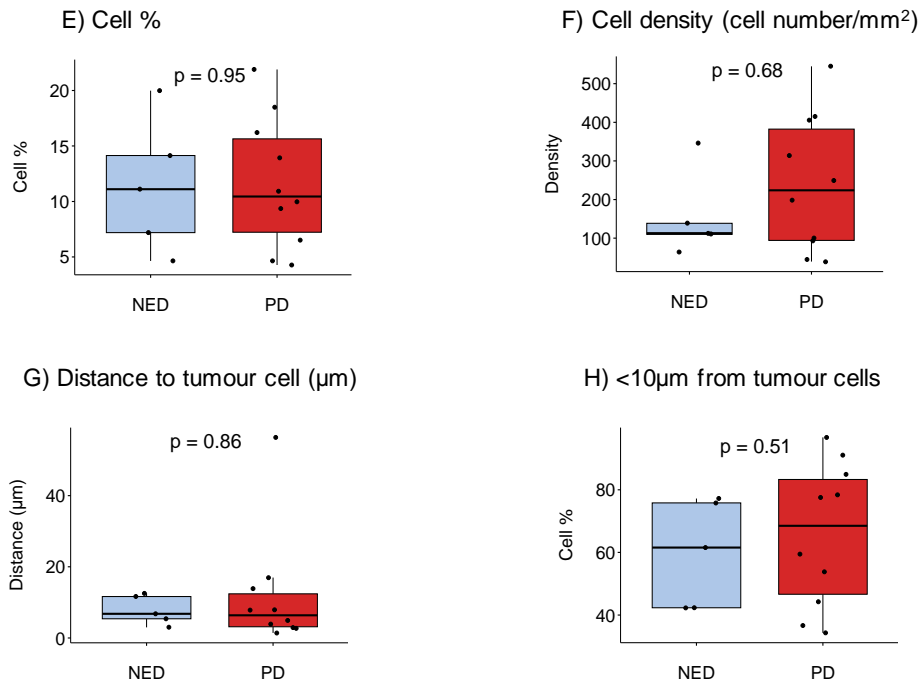 E) Cell %
p = 0.95
20
15
10
5
Cell %
NED
PD
F) Cell density (cell number/mm²)
p = 0.68
500
400
300
200
100
Density
NED
PD
G) Distance to tumour cell (µm)
p = 0.86
40
20
0
Distance (µm)
NED
PD
H) <10µm from tumour cells
p = 0.51
80
60
40
Cell %
NED
PD